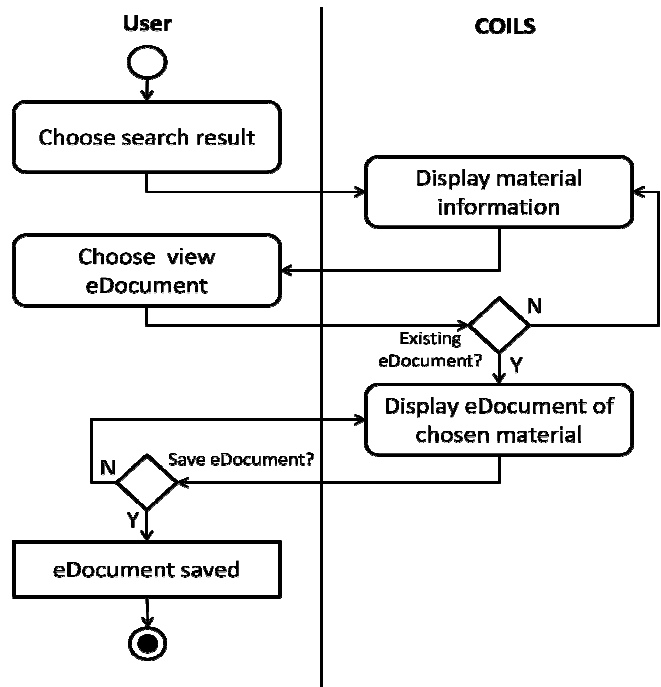 User
COILS
Choose search result
Display material
information
Choose view
eDocument
N
Existing
eDocument?
Y
Display eDocument of
chosen material
Save eDocument?
N
Y
eDocument saved